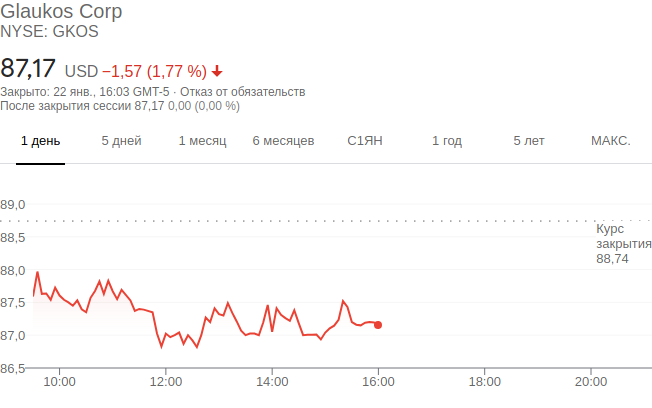 Glaukos Corp
NYSE: GKOS
87,17 USD −1,57 (1,77 %)
Закрыто: 22 янв., 16:03 GMT-5 · Отказ от обязательств
После закрытия сессии 87,17 0,00 (0,00 %)
1 день 5 дней 1 месяц 6 месяцев С1ЯН 1 год 5 лет МАКС.
89,0
Курс
88,5
закрытия
88,74
88,0
87,5
87,0
86,5
10:00 12:00 14:00 16:00 18:00 20:00